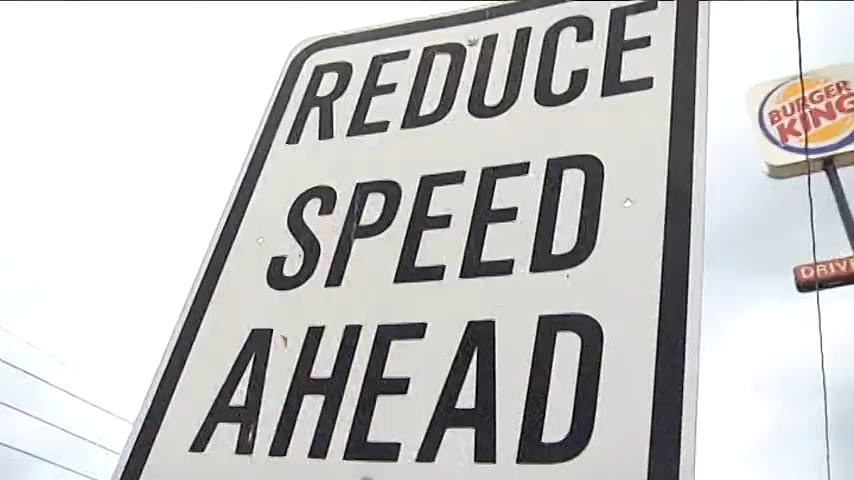 REDUCE
SPEED
AHEAD
BURGER
KING
DRIVE